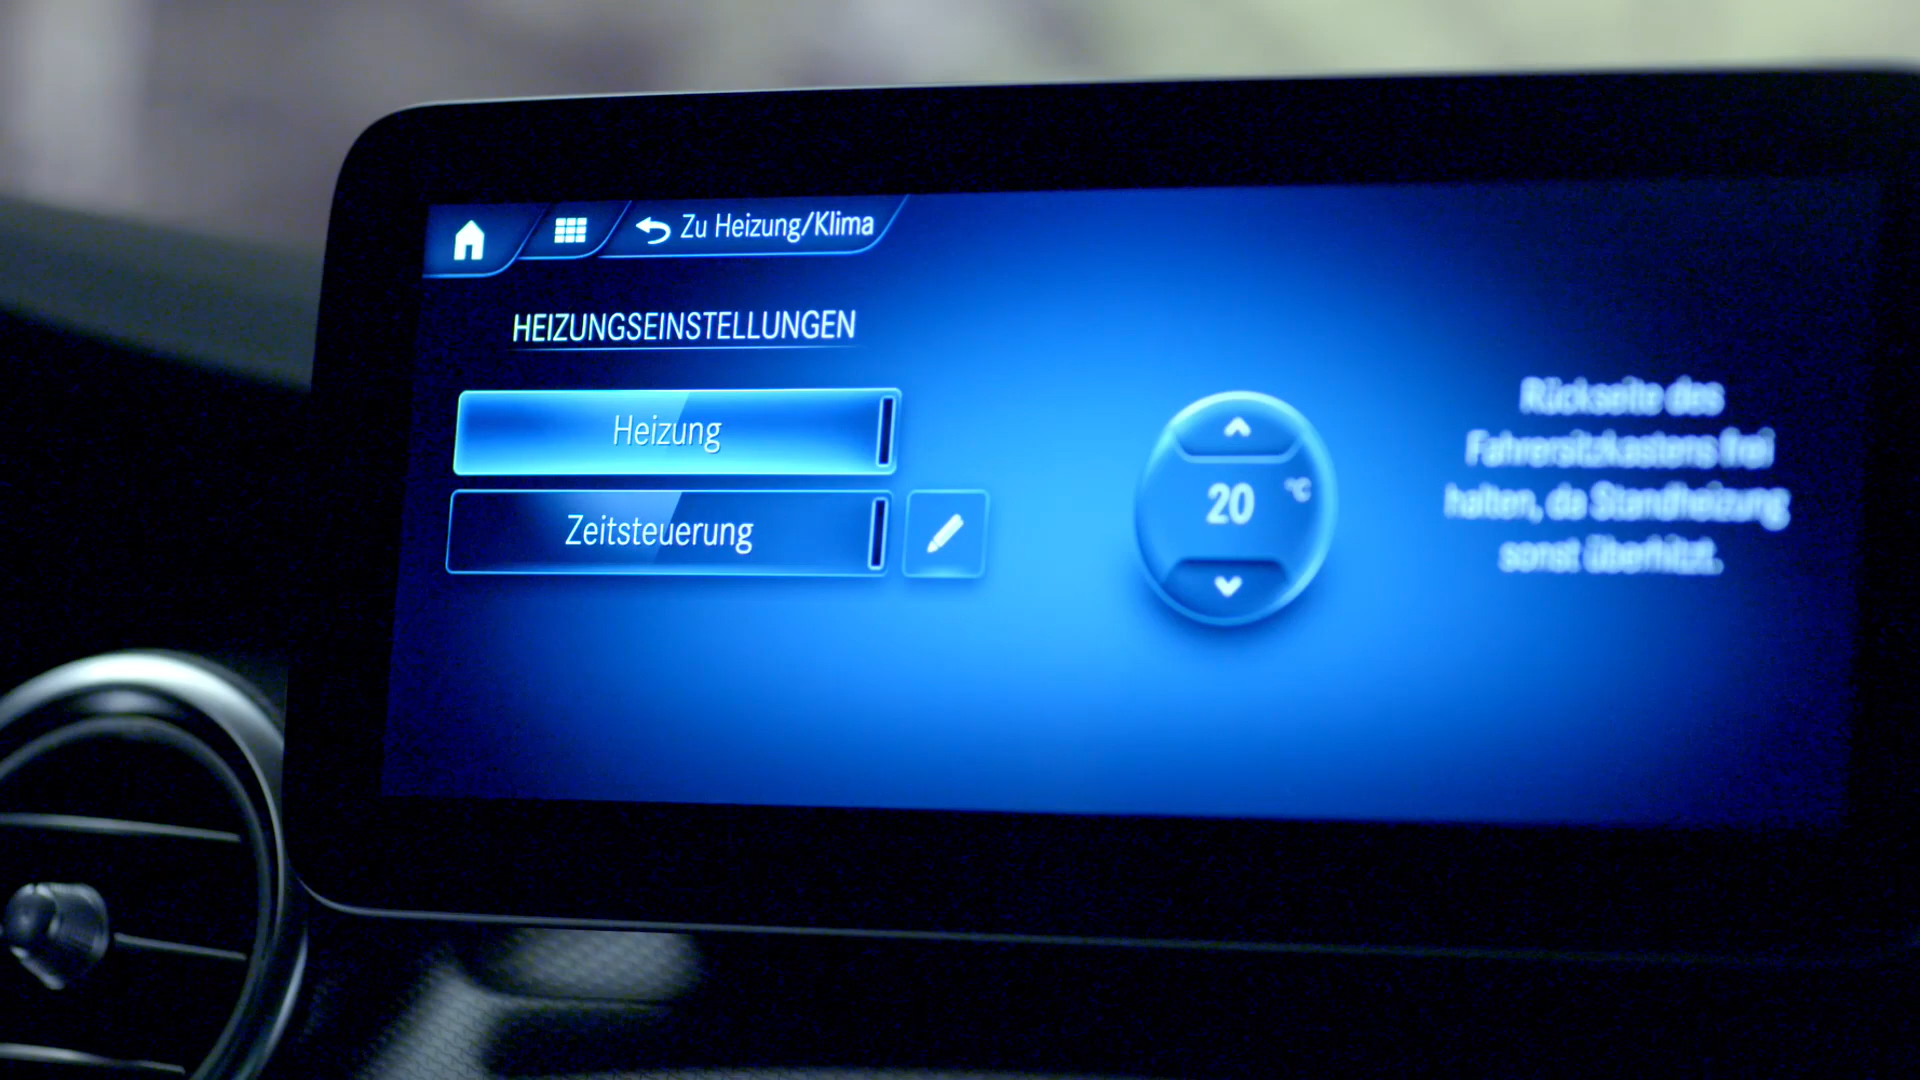 Zu Heizung/Klima
HEIZUNGSEINSTELLUNGEN
Heizung
Zeitsteuerung
20 °C
Rückseite des
Fahrersitzkastens frei
halten, da Standheizung
sonst überhitzt.